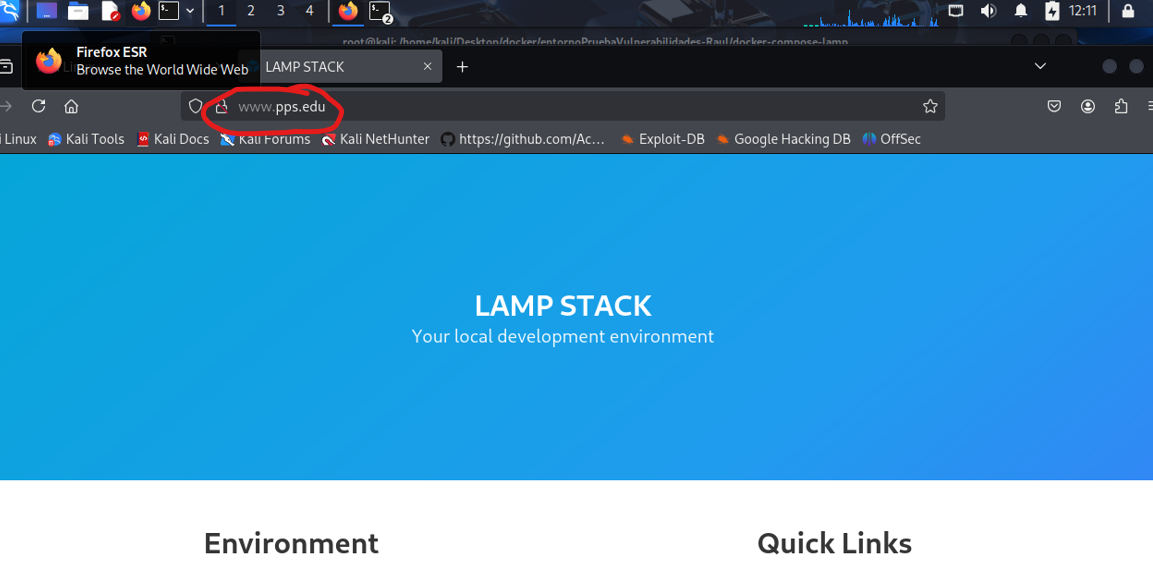 1 2 3 4 2 12:11
root@kali: /home/kali/Desktop/docker/entornoPruebaVulnerabilidades-Raul/docker-compose-lamp
Firefox ESR
Browse the World Wide Web
LAMP STACK
www.pps.edu
i Linux Kali Tools Kali Docs Kali Forums Kali NetHunter https://github.com/Ac... Exploit-DB Google Hacking DB OffSec
LAMP STACK
Your local development environment
Environment Quick Links